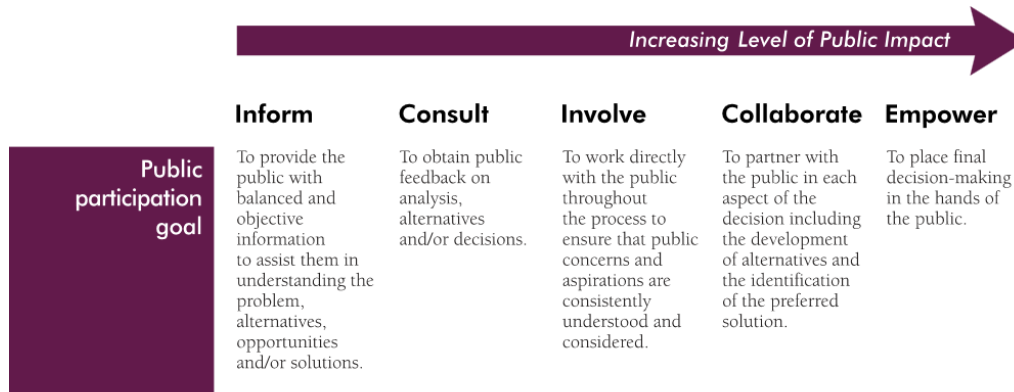 Increasing Level of Public Impact
Inform
Consult
Involve
Collaborate
Empower
Public
participation
goal
To provide the
public with
balanced and
objective
information
to assist them in
understanding the
problem,
alternatives,
opportunities
and/or solutions.
To obtain public
feedback on
analysis,
alternatives
and/or decisions.
To work directly
with the public
throughout
the process to
ensure that public
concerns and
aspirations are
consistently
understood and
considered.
To partner with
the public in each
aspect of the
decision including
the development
of alternatives and
the identification
of the preferred
solution.
To place final
decision-making
in the hands of
the public.